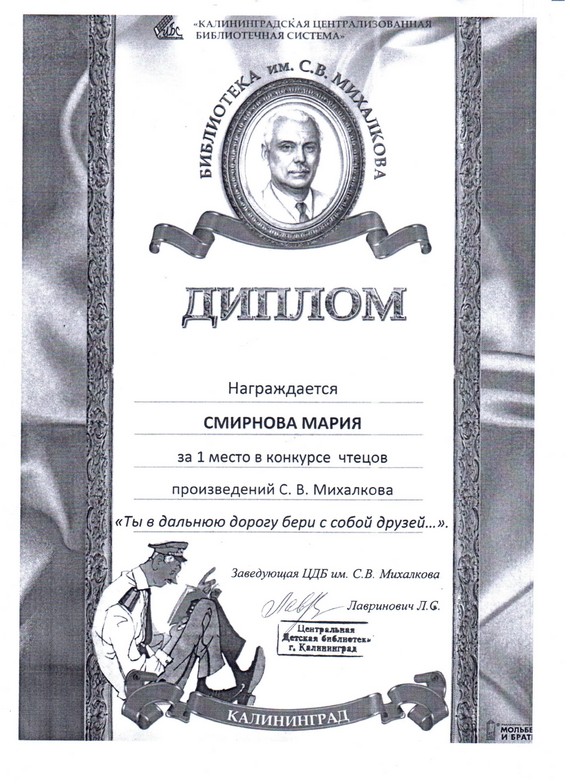 «КАЛИНИНГРАДСКАЯ ЦЕНТРАЛИЗОВАННАЯ
БИБЛИОТЕЧНАЯ СИСТЕМА»
БИБЛИОТЕКА им. С.В. МИХАЛКОВА
ДИПЛОМ
Награждается
СМИРНОВА МАРИЯ
за 1 место в конкурсе чтецов
произведений С. В. Михалкова
«Ты в дальнюю дорогу бери с собой друзей...».
Заведующая ЦДБ им. С.В. Михалкова
Лавринович Л.С.
Центральная
Детская библиотек
г. Калининград
КАЛИНИНГРАД
МОЛЬБЕ
И БРАТ